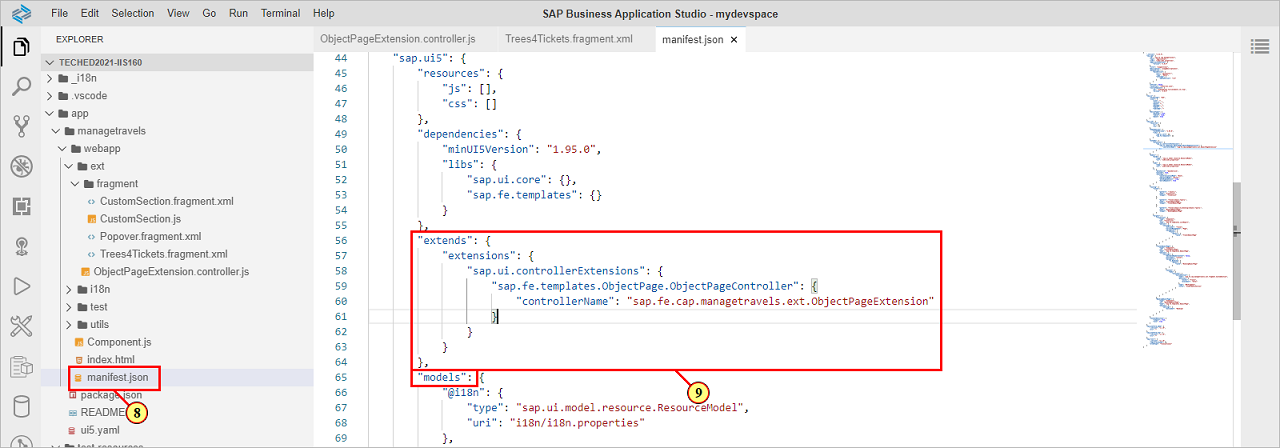 File Edit Selection View Go Run Terminal Help SAP Business Application Studio - mydevspace
EXPLORER
TECHED2021-IIS160
_i18n
.vscode
app
managetravels
webapp
ext
fragment
CustomSection.fragment.xml
CustomSection.js
Popover.fragment.xml
Trees4Tickets.fragment.xml
ObjectPageExtension.controller.js
i18n
test
utils
Component.js
index.html
manifest.json
package.json
8
README
ui5.yaml
ObjectPageExtension.controller.js Trees4Tickets.fragment.xml manifest.json ×
44 "sap.ui5": {
45 "resources": {
46 "js": [],
47 "css": []
48 },
49 "dependencies": {
50 "minUI5Version": "1.95.0",
51 "libs": {
52 "sap.ui.core": {},
53 "sap.fe.templates": {}
54 }
55 },
56 "extends": {
57 "extensions": {
58 "sap.ui.controllerExtensions": {
59 "sap.fe.templates.ObjectPage.ObjectPageController": {
60 "controllerName": "sap.fe.cap.managetravels.ext.ObjectPageExtension"
61 }
62 }
63 }
64 },
65 "models": {
66 "@i18n": {
9
67 "type": "sap.ui.model.resource.ResourceModel",
68 "uri": "i18n/i18n.properties"
69 },